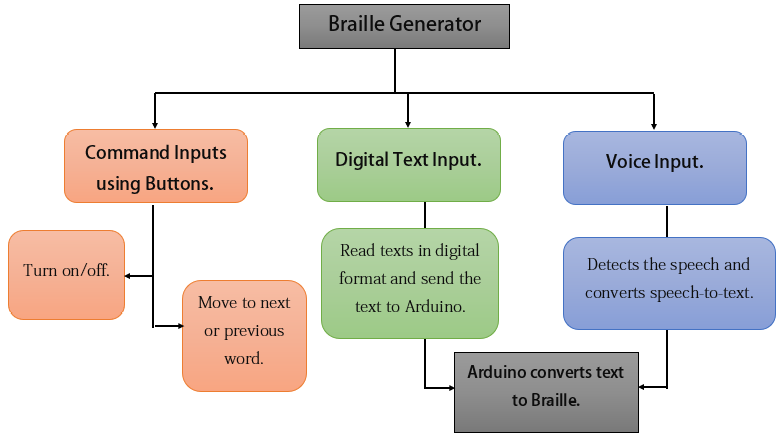 Braille Generator
Command Inputs
using Buttons.
Digital Text Input.
Voice Input.
Turn on/off.
Move to next
or previous
word.
Read texts in digital
format and send the
text to Arduino.
Detects the speech and
converts speech-to-text.
Arduino converts text
to Braille.